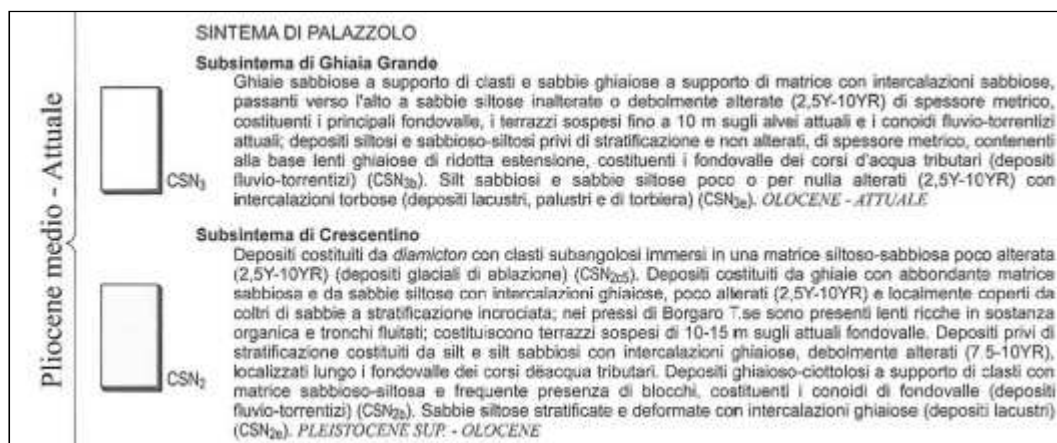 Pliocene medio - Attuale
SINTEMA DI PALAZZOLO
Subsintema di Ghiaia Grande
Ghiaie sabbiose a supporto di clasti e sabbie ghiaiose a supporto di matrice con intercalazioni sabbiose,
passanti verso l'alto a sabbie siltose inalterate o debolmente alterate (2,5Y-10YR) di spessore metrico,
costituenti i principali fondovalle, i terrazzi sospesi fino a 10 m sugli alvei attuali e i conoidi fluvio-torrentizi
attuali; depositi siltosi e sabbioso-siltosi privi di stratificazione e non alterati, di spessore metrico, contenenti
alla base lenti ghiaiose di ridotta estensione, costituenti i fondovalle dei corsi d'acqua tributari (depositi
fluvio-torrentizi) (CSN3b). Silt sabbiosi e sabbie siltose poco o per nulla alterati (2,5Y-10YR) con
intercalazioni torbose (depositi lacustri, palustri e di torbiera) (CSN3e). OLOCENE - ATTUALE
CSN3
Subsintema di Crescentino
Depositi costituiti da diamicton con clasti subangolosi immersi in una matrice siltoso-sabbiosa poco alterata
(2,5Y-10YR) (depositi glaciali di ablazione) (CSN2c5). Depositi costituiti da ghiaie con abbondante matrice
sabbiosa e da sabbie siltose con intercalazioni ghiaiose, poco alterati (2,5Y-10YR) e localmente coperti da
coltri di sabbie a stratificazione incrociata; nei pressi di Borgaro T.se sono presenti lenti ricche in sostanza
organica e tronchi fluitati; costituiscono terrazzi sospesi di 10-15 m sugli attuali fondovalle. Depositi privi di
stratificazione costituiti da silt e silt sabbiosi con intercalazioni ghiaiose, debolmente alterati (7.5-10YR),
localizzati lungo i fondovalle dei corsi dëacqua tributari. Depositi ghiaioso-ciottolosi a supporto di clasti con
matrice sabbioso-siltosa e frequente presenza di blocchi, costituenti i conoidi di fondovalle (depositi
fluvio-torrentizi) (CSN2b). Sabbie siltose stratificate e deformate con intercalazioni ghiaiose (depositi lacustri)
(CSN2e). PLEISTOCENE SUP. - OLOCENE
CSN2